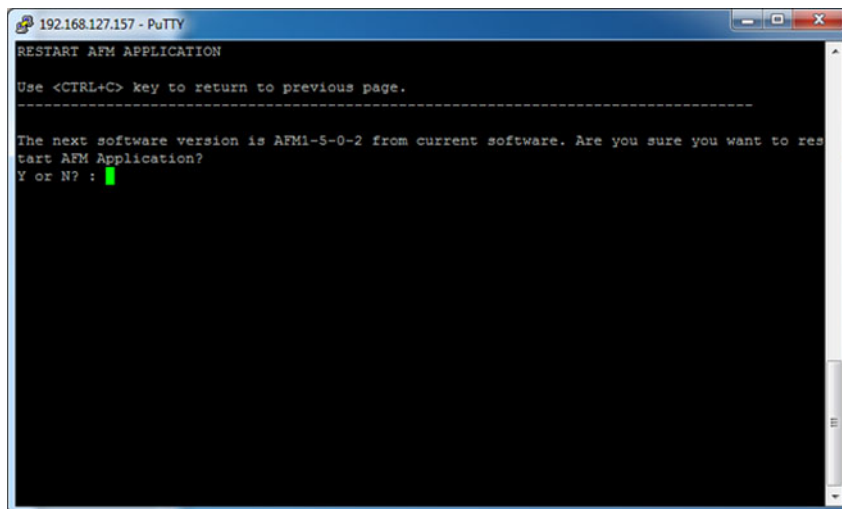 192.168.127.157 - PuTTY
RESTART AFM APPLICATION
Use <CTRL+C> key to return to previous page.
--------------------------------------------------------------------------------
The next software version is AFM1-5-0-2 from current software. Are you sure you want to res
tart AFM Application?
Y or N? :